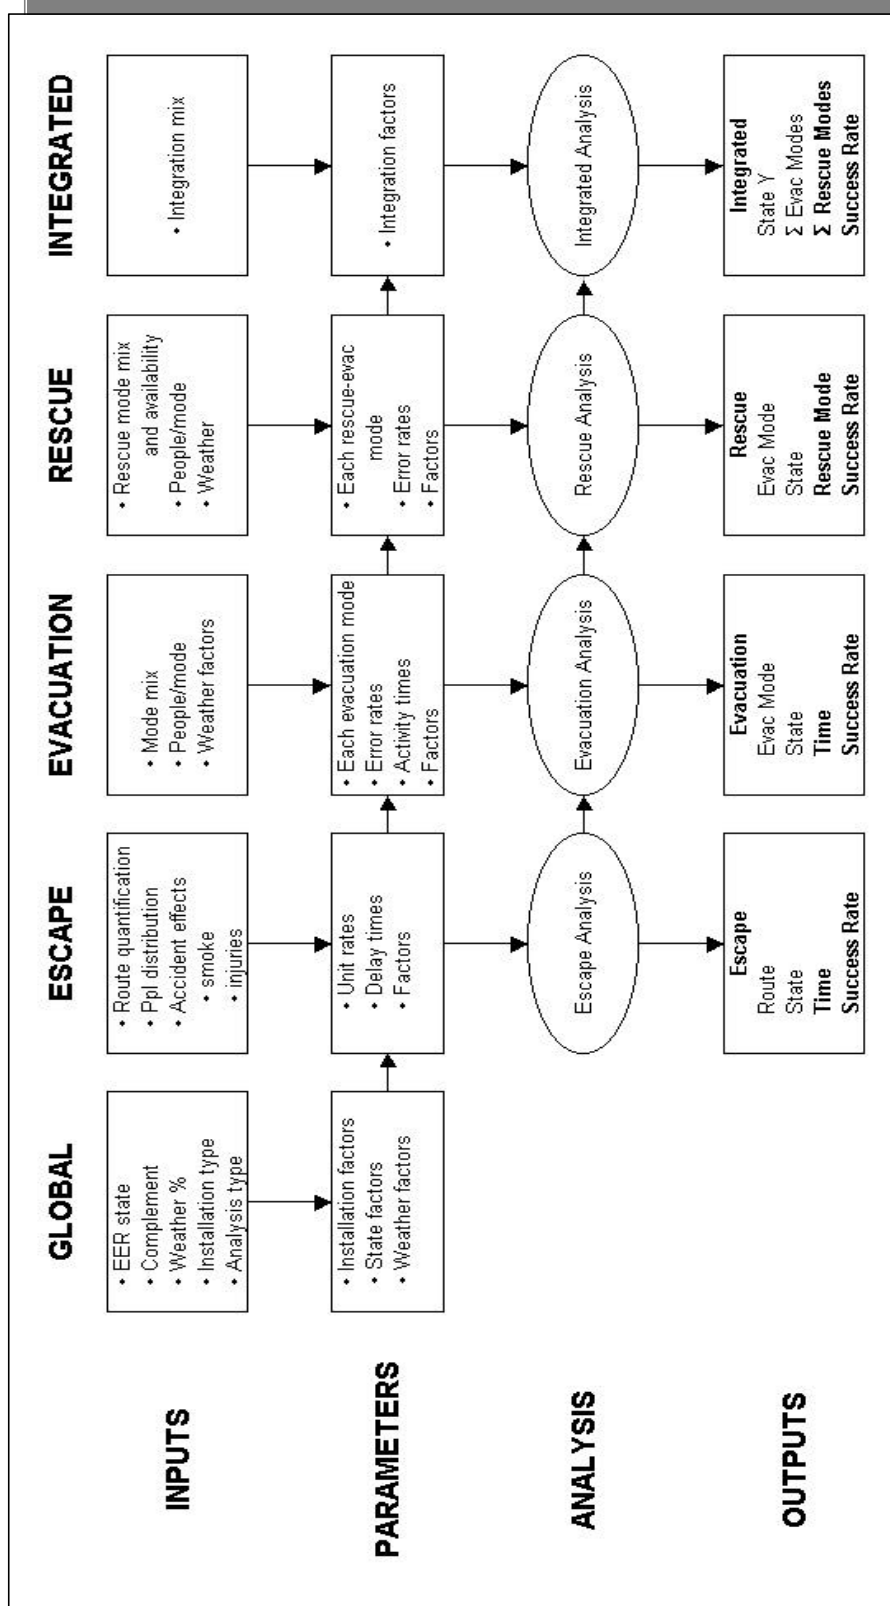 GLOBAL
ESCAPE
EVACUATION
RESCUE
INTEGRATED
INPUTS
• EER state
• Complement
• Weather %
• Installation type
• Analysis type
• Route quantification
• Ppl distribution
• Accident effects
• smoke
• injuries
• Mode mix
• People/mode
• Weather factors
• Rescue mode mix
and availability
• People/mode
• Weather
• Integration mix
PARAMETERS
• Installation factors
• State factors
• Weather factors
• Unit rates
• Delay times
• Factors
• Each evacuation mode
• Error rates
• Activity times
• Factors
• Each rescue-evac
mode
• Error rates
• Factors
• Integration factors
ANALYSIS
Escape Analysis
Evacuation Analysis
Rescue Analysis
Integrated Analysis
OUTPUTS
Escape
Route
State
Time
Success Rate
Evacuation
Evac Mode
State
Time
Success Rate
Rescue
Evac Mode
State
Rescue Mode
Success Rate
Integrated
State Y
Σ Evac Modes
Σ Rescue Modes
Success Rate